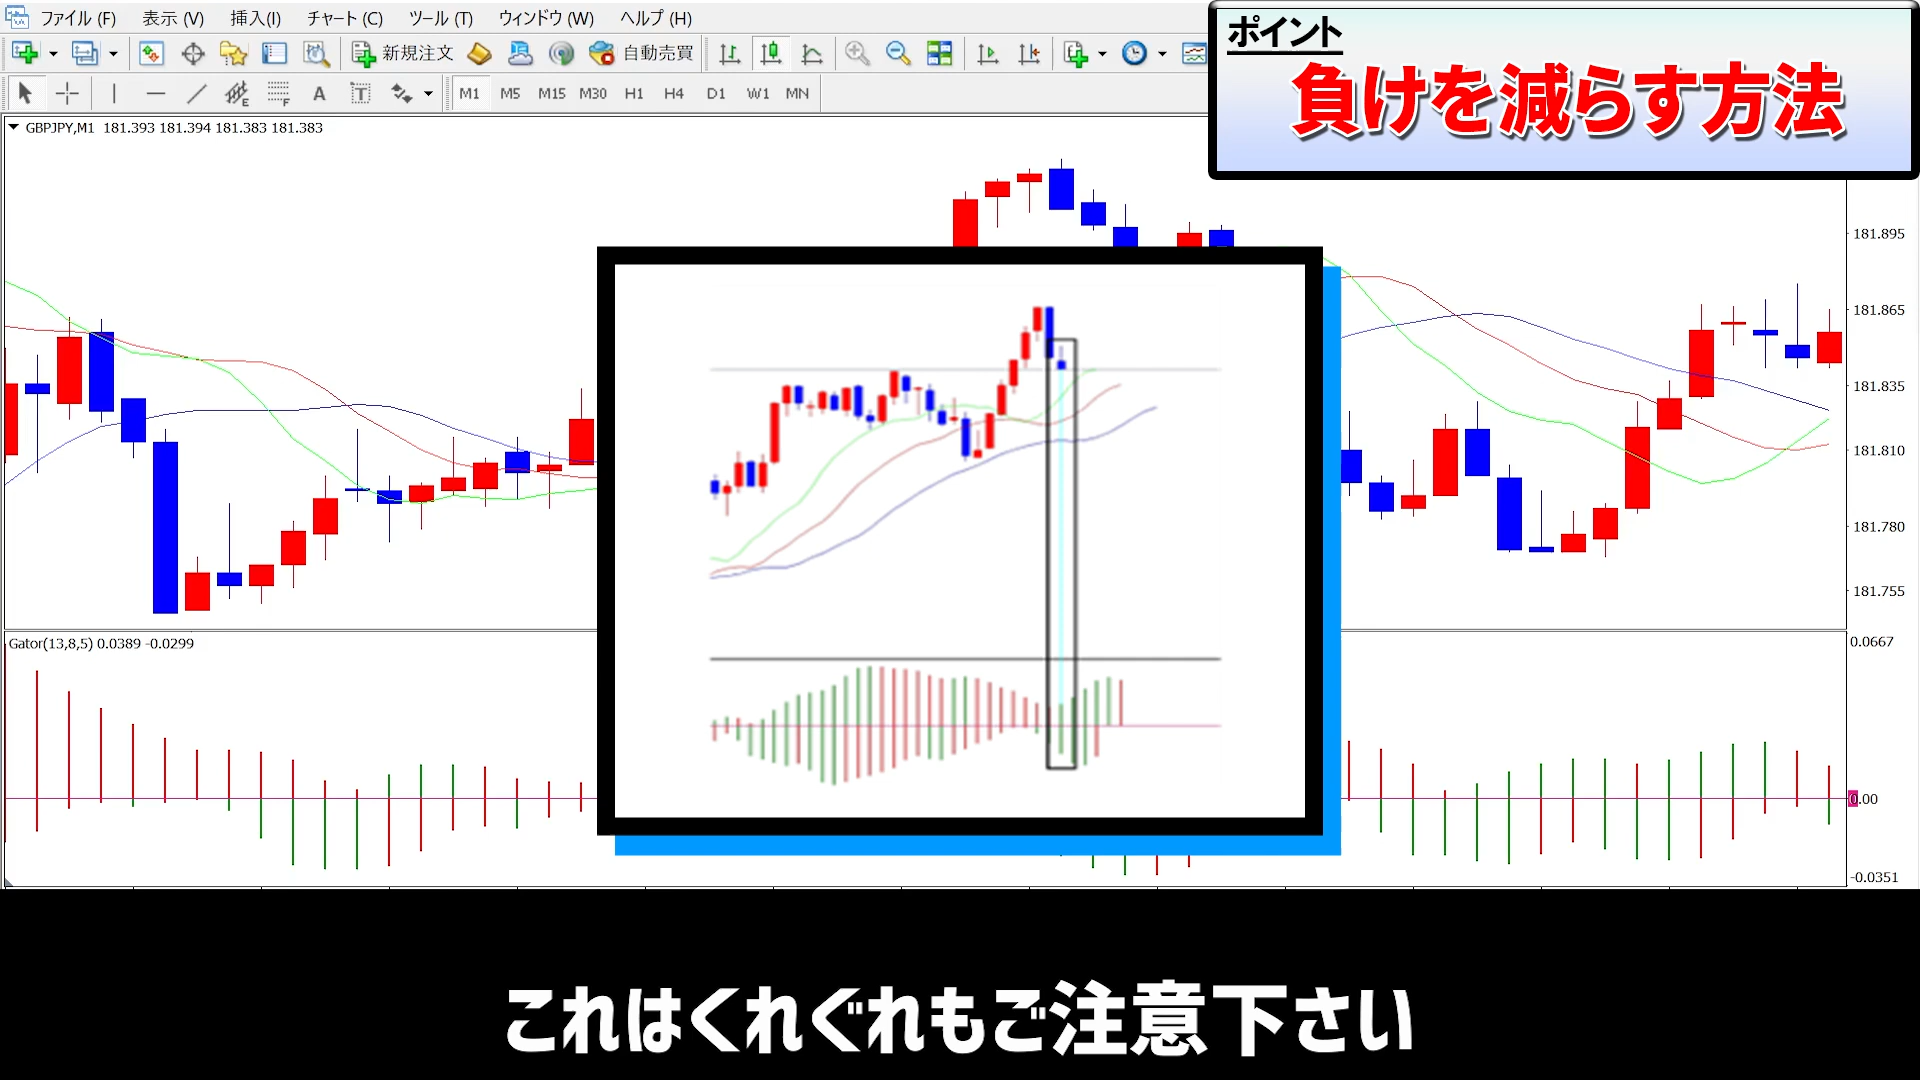 ファイル (F) 表示 (V) 挿入(I) チャート (C) ツール (T) ウィンドウ (W) ヘルプ (H)
新規注文 自動売買
M1 M5 M15 M30 H1 H4 D1 W1 MN
ポイント
負けを減らす方法
GBPJPY,M1 181.393 181.394 181.383 181.383
181.895
181.865
181.835
181.810
181.780
181.755
Gator(13,8,5) 0.0389 -0.0299
0.0667
0.00
-0.0351
これはくれぐれもご注意下さい